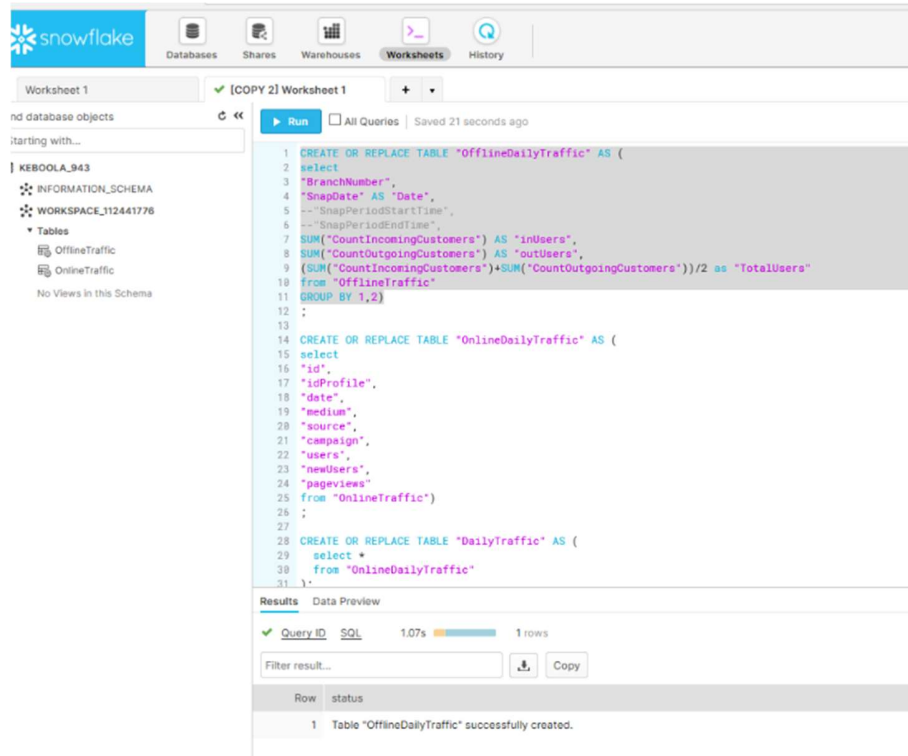 snowflake
Databases
Shares
Warehouses
Worksheets
History
Worksheet 1
[COPY 2] Worksheet 1
+
nd database objects
Run
All Queries
Saved 21 seconds ago
Starting with...
KEBOOLA_943
INFORMATION_SCHEMA
WORKSPACE_112441776
Tables
OfflineTraffic
OnlineTraffic
No Views in this Schema
1 CREATE OR REPLACE TABLE "OfflineDailyTraffic" AS (
2 select
3 "BranchNumber",
4 "SnapDate" AS "Date",
5 --"SnapPeriodStartTime",
6 --"SnapPeriodEndTime",
7 SUM("CountIncomingCustomers") AS "inUsers",
8 SUM("CountOutgoingCustomers") AS "outUsers",
9 (SUM("CountIncomingCustomers")+SUM("CountOutgoingCustomers"))/2 as "TotalUsers"
10 from "OfflineTraffic"
11 GROUP BY 1,2)
12 ;
13
14 CREATE OR REPLACE TABLE "OnlineDailyTraffic" AS (
15 select
16 "id",
17 "idProfile",
18 "date",
19 "medium",
20 "source",
21 "campaign",
22 "users",
23 "newUsers",
24 "pageviews"
25 from "OnlineTraffic")
26 ;
27
28 CREATE OR REPLACE TABLE "DailyTraffic" AS (
29 select *
30 from "OnlineDailyTraffic"
31 );
Results Data Preview
Query ID SQL 1.07s 1 rows
Filter result...
Copy
Row status
1 Table "OfflineDailyTraffic" successfully created.